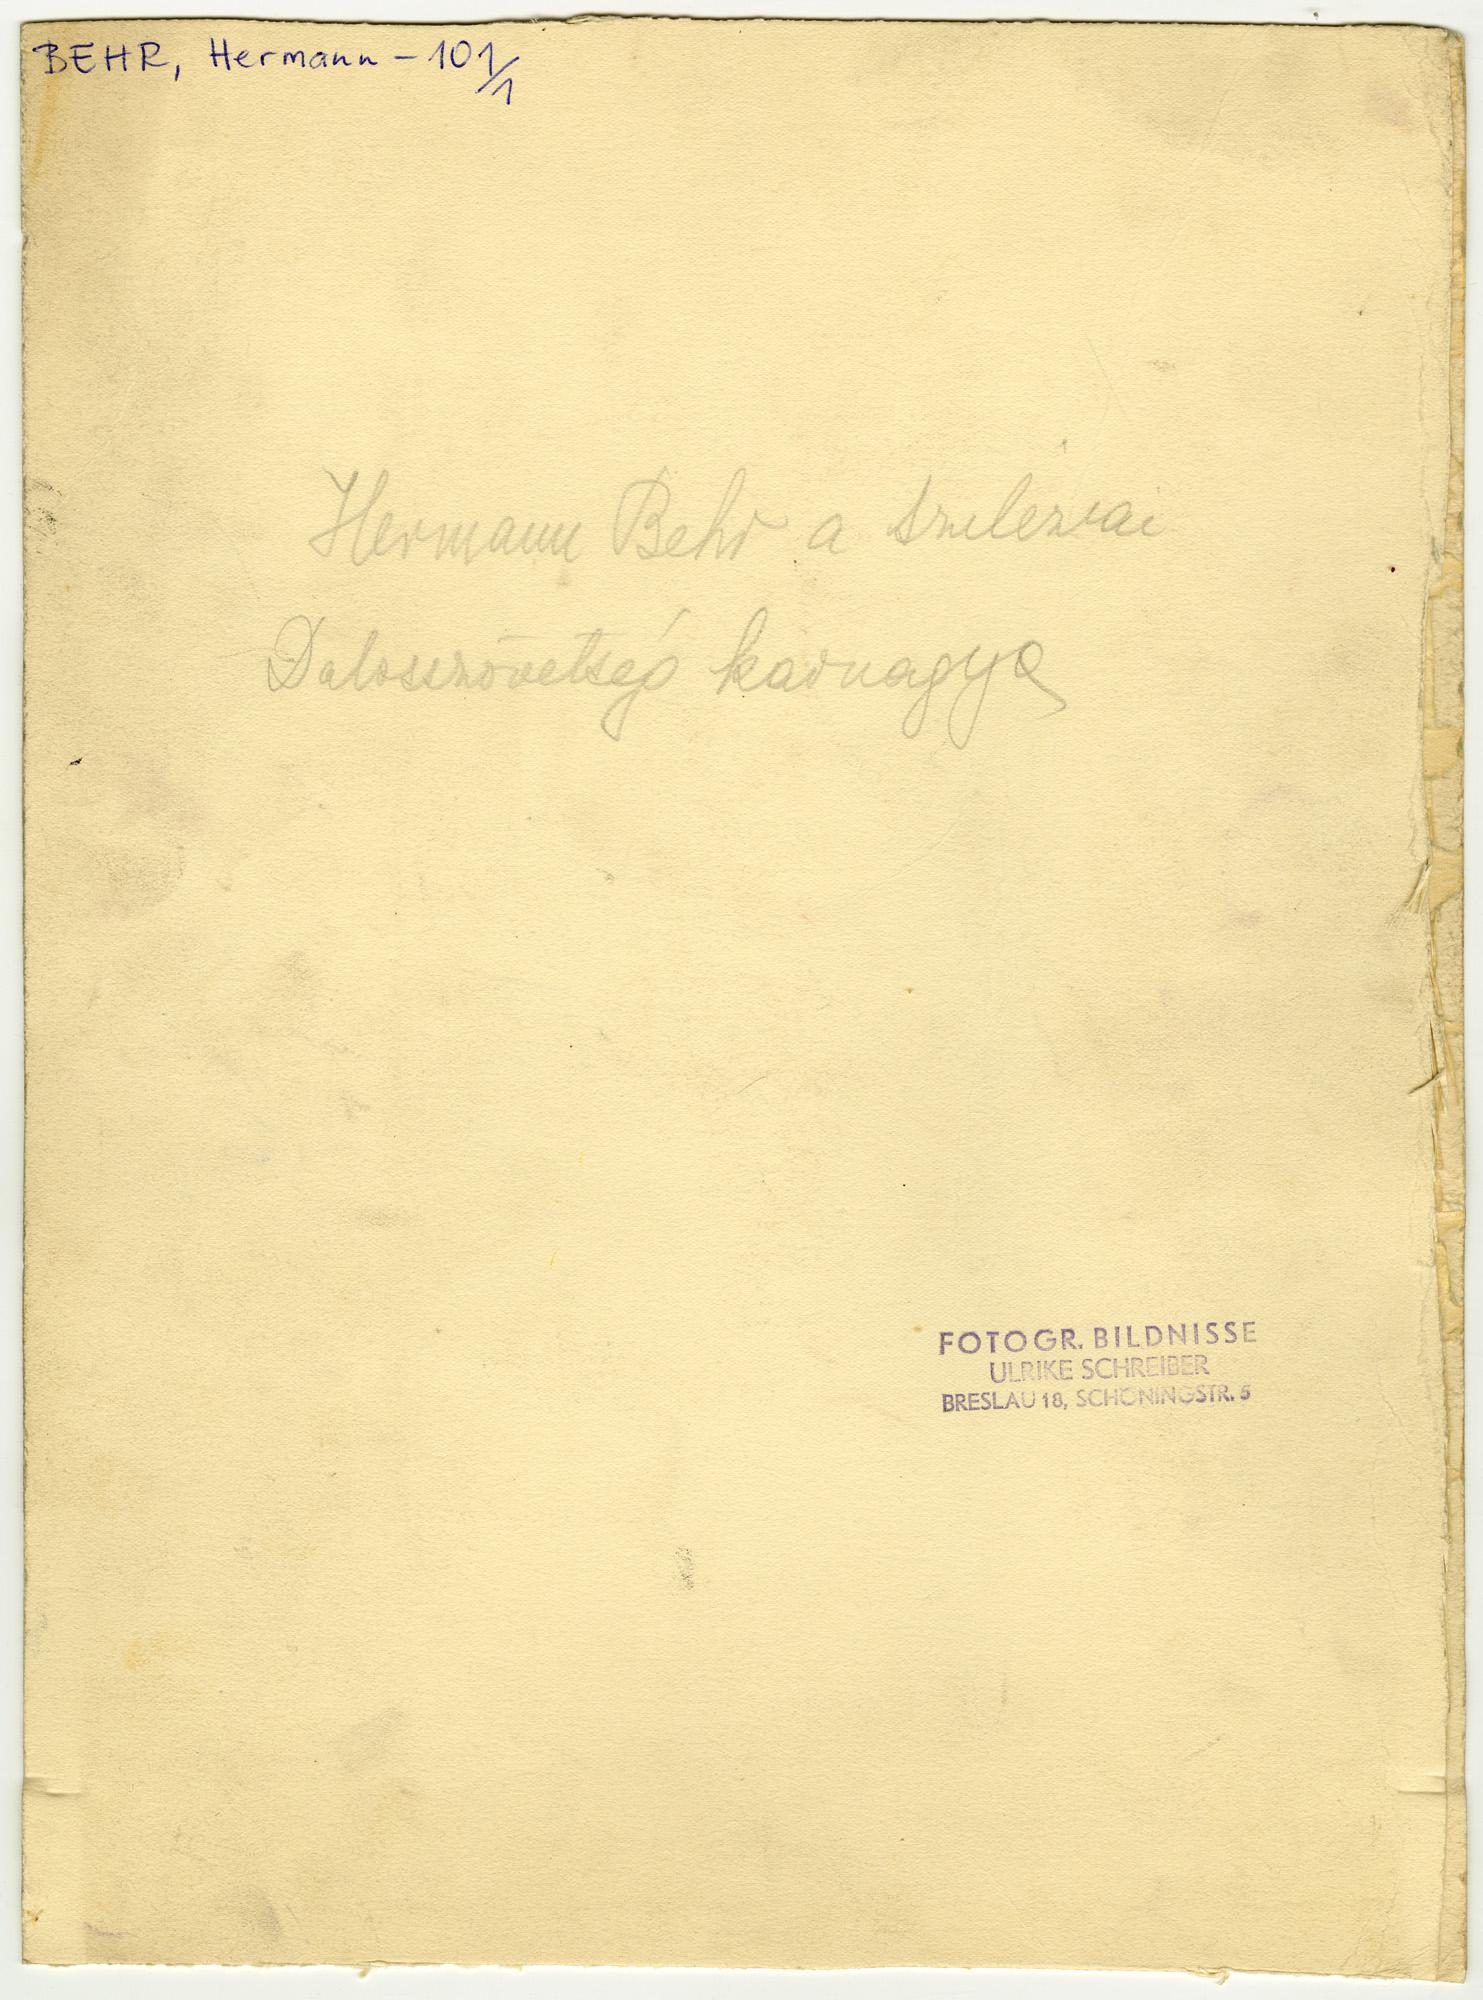 BEHR, Hermann – 101/1
Hermann Behr a sziléziai
Dalosszövetség karnagya
FOTOGR. BILDNISSE
ULRIKE SCHREIBER
BRESLAU 18, SCHÖNINGSTR. 5